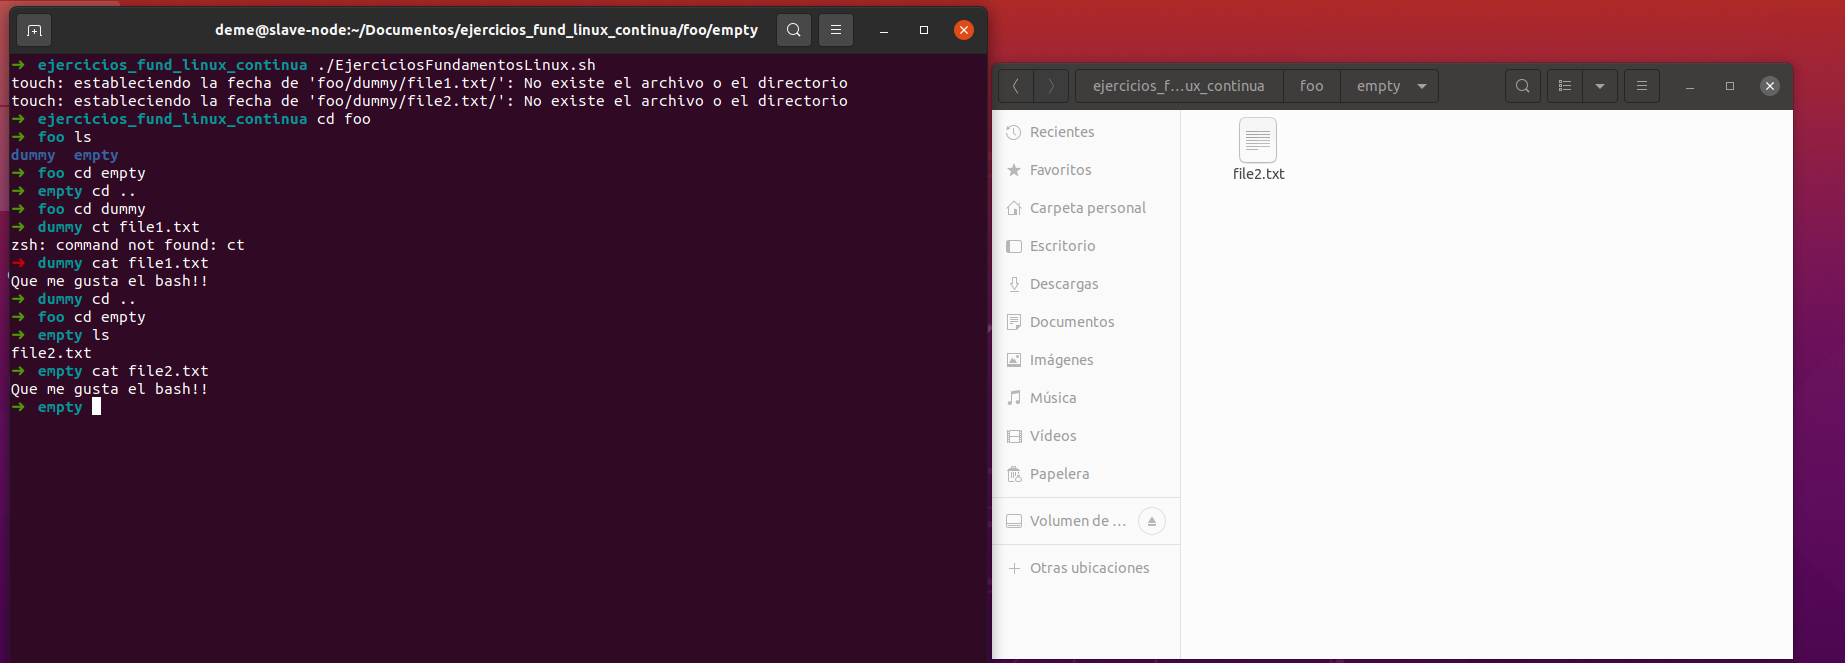 deme@slave-node:~/Documentos/ejercicios_fund_linux_continua/foo/empty
➜ ejercicios_fund_linux_continua ./EjerciciosFundamentosLinux.sh
touch: estableciendo la fecha de 'foo/dummy/file1.txt/': No existe el archivo o el directorio
touch: estableciendo la fecha de 'foo/dummy/file2.txt/': No existe el archivo o el directorio
➜ ejercicios_fund_linux_continua cd foo
➜ foo ls
dummy empty
➜ foo cd empty
➜ empty cd ..
➜ foo cd dummy
➜ dummy ct file1.txt
zsh: command not found: ct
➜ dummy cat file1.txt
Que me gusta el bash!!
➜ dummy cd ..
➜ foo cd empty
➜ empty ls
file2.txt
➜ empty cat file2.txt
Que me gusta el bash!!
➜ empty
ejercicios_f…ux_continua foo empty
Recientes
Favoritos
Carpeta personal
Escritorio
Descargas
Documentos
Imágenes
Música
Vídeos
Papelera
Volumen de …
Otras ubicaciones
file2.txt